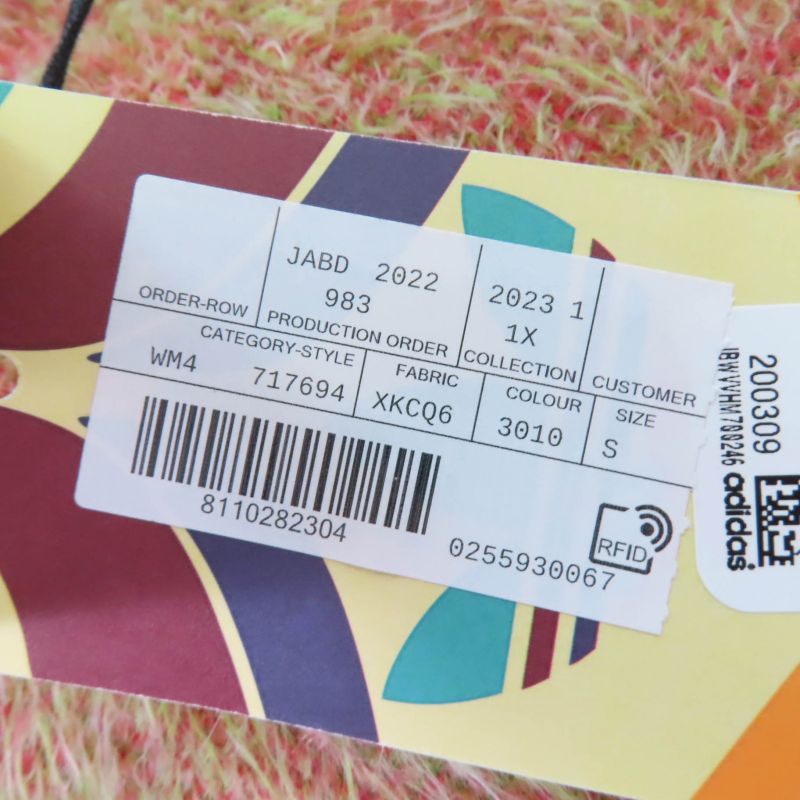 JABD 2022
983
ORDER-ROW
PRODUCTION ORDER
2023 1
1X
COLLECTION
CUSTOMER
CATEGORY-STYLE
WM4 717694
FABRIC
XKCQ6
COLOUR
3010
SIZE
S
8110282304
0255930067
RFID
200309
adidas